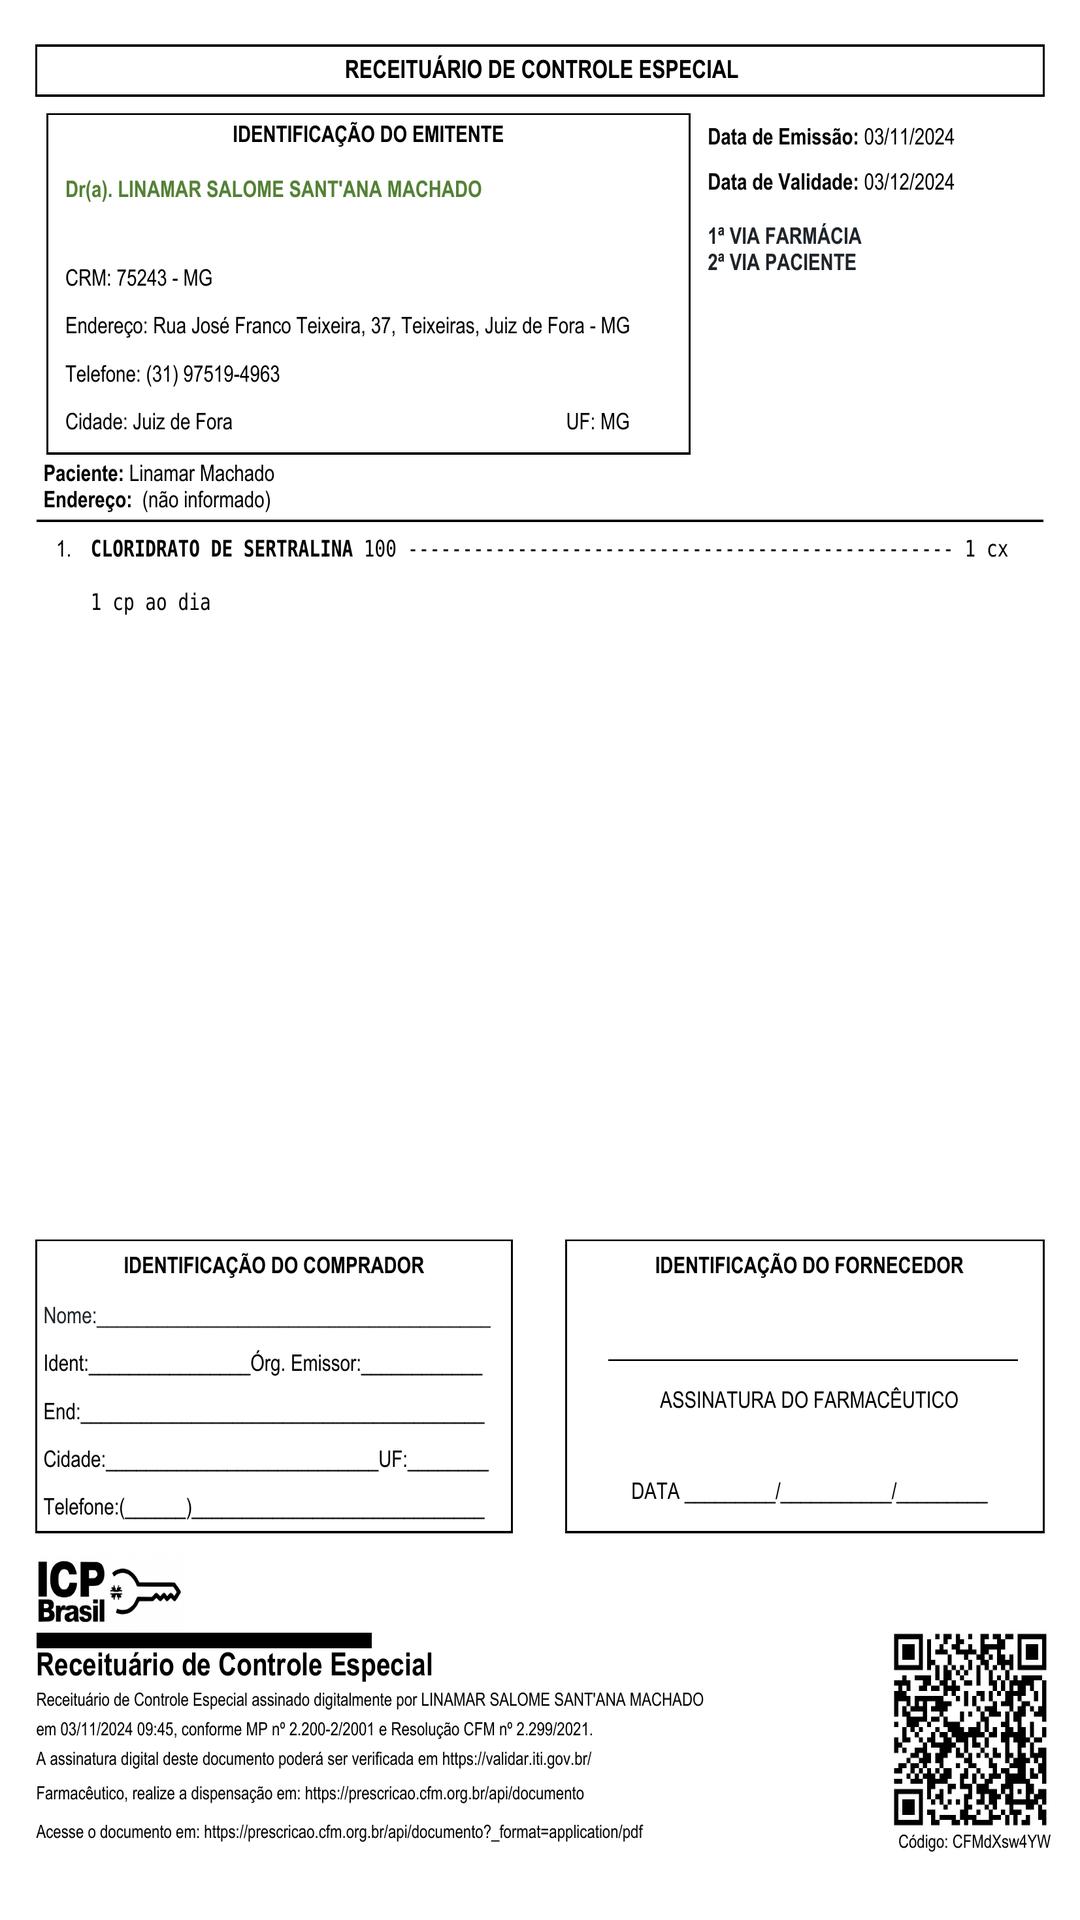 RECEITUÁRIO DE CONTROLE ESPECIAL
IDENTIFICAÇÃO DO EMITENTE
Dr(a). LINAMAR SALOME SANT'ANA MACHADO
CRM: 75243 - MG
Endereço: Rua José Franco Teixeira, 37, Teixeiras, Juiz de Fora - MG
Telefone: (31) 97519-4963
Cidade: Juiz de Fora UF: MG
Data de Emissão: 03/11/2024
Data de Validade: 03/12/2024
1ª VIA FARMÁCIA
2ª VIA PACIENTE
Paciente: Linamar Machado
Endereço: (não informado)
1. CLORIDRATO DE SERTRALINA 100 -------------------------------------------------- 1 cx
1 cp ao dia
IDENTIFICAÇÃO DO COMPRADOR
Nome:_______________________________________
Ident:________________Órg. Emissor:____________
End:________________________________________
Cidade:___________________________UF:________
Telefone:(______)_____________________________
IDENTIFICAÇÃO DO FORNECEDOR
ASSINATURA DO FARMACÊUTICO
DATA _________/___________/_________
ICP
Brasil
Receituário de Controle Especial
Receituário de Controle Especial assinado digitalmente por LINAMAR SALOME SANT'ANA MACHADO
em 03/11/2024 09:45, conforme MP nº 2.200-2/2001 e Resolução CFM nº 2.299/2021.
A assinatura digital deste documento poderá ser verificada em https://validar.iti.gov.br/
Farmacêutico, realize a dispensação em: https://prescricao.cfm.org.br/api/documento
Acesse o documento em: https://prescricao.cfm.org.br/api/documento?_format=application/pdf
Código: CFMdXsw4YW